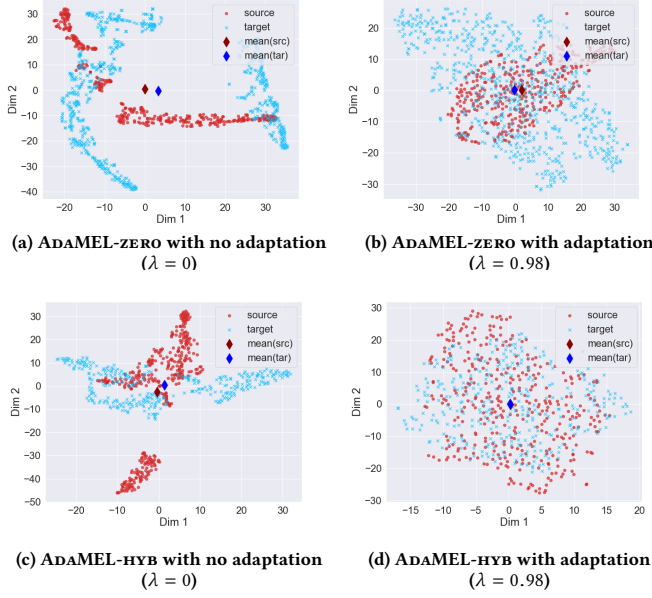 source
target
mean(src)
mean(tar)
30
20
10
0
−10
−20
−30
−40
Dim 2
−20
−10
0
10
20
30
Dim 1
(a) AdaMEL-zero with no adaptation
(λ = 0)
source
target
mean(src)
mean(tar)
20
10
0
10
20
30
Dim 2
−30
−20
−10
0
10
20
30
Dim 1
(b) AdaMEL-zero with adaptation
(λ = 0.98)
source
target
mean(src)
mean(tar)
30
20
10
0
−10
−20
−30
−40
−50
Dim 2
−20
−10
0
10
20
30
Dim 1
(c) AdaMEL-hyb with no adaptation
(λ = 0)
source
target
mean(src)
mean(tar)
30
20
10
0
−10
−20
−30
Dim 2
−15
−10
−5
0
5
10
15
20
Dim 1
(d) AdaMEL-hyb with adaptation
(λ = 0.98)